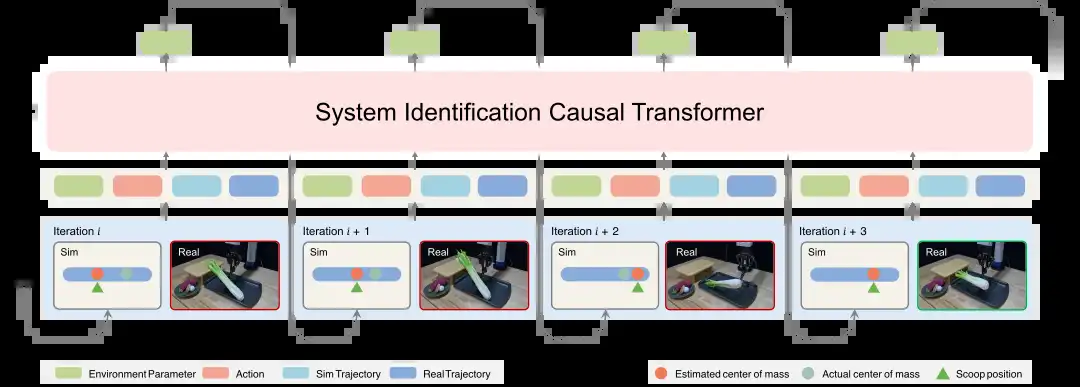 System Identification Causal Transformer
Iteration i
Sim
Real
Iteration i + 1
Sim
Real
Iteration i + 2
Sim
Real
Iteration i + 3
Sim
Real
Environment Parameter
Action
Sim Trajectory
Real Trajectory
Estimated center of mass
Actual center of mass
Scoop position